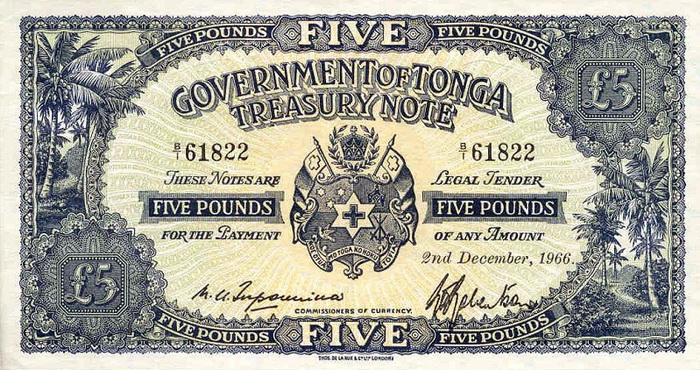 FIVE POUNDS FIVE FIVE POUNDS
£5
GOVERNMENT OF TONGA
TREASURY NOTE
B/1 61822 B/1 61822
THESE NOTES ARE LEGAL TENDER
FIVE POUNDS FIVE POUNDS
FOR THE PAYMENT OF ANY AMOUNT
2nd December, 1966.
£5
COMMISSIONERS OF CURRENCY.
FIVE POUNDS FIVE FIVE POUNDS
THOS. DE LA RUE & CO. LTD. LONDON